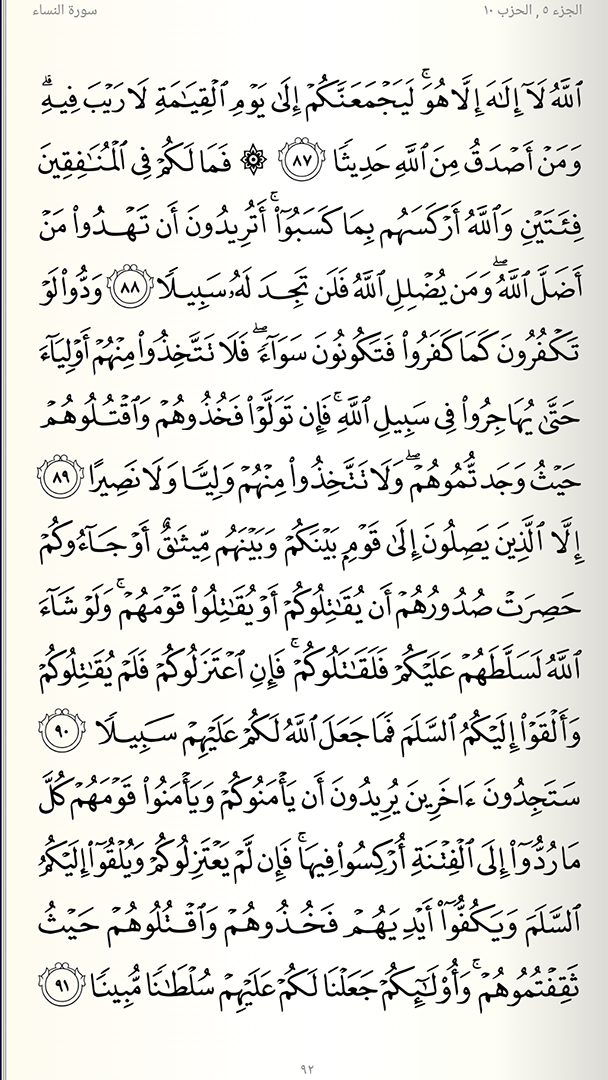 الجزء ٥ , الحزب ١٠
سورة النساء
ٱللَّهُ لَآ إِلَٰهَ إِلَّا هُوَۚ لَيَجْمَعَنَّكُمْ إِلَىٰ يَوْمِ ٱلْقِيَٰمَةِ لَا رَيْبَ فِيهِۗ
وَمَنْ أَصْدَقُ مِنَ ٱللَّهِ حَدِيثًا ٨٧ ۞ فَمَا لَكُمْ فِى ٱلْمُنَٰفِقِينَ
فِئَتَيْنِ وَٱللَّهُ أَرْكَسَهُم بِمَا كَسَبُوٓا۟ۚ أَتُرِيدُونَ أَن تَهْدُوا۟ مَنْ
أَضَلَّ ٱللَّهُۖ وَمَن يُضْلِلِ ٱللَّهُ فَلَن تَجِدَ لَهُۥ سَبِيلًا ٨٨ وَدُّوا۟ لَوْ
تَكْفُرُونَ كَمَا كَفَرُوا۟ فَتَكُونُونَ سَوَآءًۖ فَلَا تَتَّخِذُوا۟ مِنْهُمْ أَوْلِيَآءَ
حَتَّىٰ يُهَاجِرُوا۟ فِى سَبِيلِ ٱللَّهِۚ فَإِن تَوَلَّوْا۟ فَخُذُوهُمْ وَٱقْتُلُوهُمْ
حَيْثُ وَجَدتُّمُوهُمْۖ وَلَا تَتَّخِذُوا۟ مِنْهُمْ وَلِيًّا وَلَا نَصِيرًا ٨٩
إِلَّا ٱلَّذِينَ يَصِلُونَ إِلَىٰ قَوْمٍۭ بَيْنَكُمْ وَبَيْنَهُم مِّيثَٰقٌ أَوْ جَآءُوكُمْ
حَصِرَتْ صُدُورُهُمْ أَن يُقَٰتِلُوكُمْ أَوْ يُقَٰتِلُوا۟ قَوْمَهُمْۚ وَلَوْ شَآءَ
ٱللَّهُ لَسَلَّطَهُمْ عَلَيْكُمْ فَلَقَٰتَلُوكُمْۚ فَإِنِ ٱعْتَزَلُوكُمْ فَلَمْ يُقَٰتِلُوكُمْ
وَأَلْقَوْا۟ إِلَيْكُمُ ٱلسَّلَمَ فَمَا جَعَلَ ٱللَّهُ لَكُمْ عَلَيْهِمْ سَبِيلًا ٩٠
سَتَجِدُونَ ءَاخَرِينَ يُرِيدُونَ أَن يَأْمَنُوكُمْ وَيَأْمَنُوا۟ قَوْمَهُمْ كُلَّ
مَا رُدُّوٓا۟ إِلَى ٱلْفِتْنَةِ أُرْكِسُوا۟ فِيهَاۚ فَإِن لَّمْ يَعْتَزِلُوكُمْ وَيُلْقُوٓا۟ إِلَيْكُمُ
ٱلسَّلَمَ وَيَكُفُّوٓا۟ أَيْدِيَهُمْ فَخُذُوهُمْ وَٱقْتُلُوهُمْ حَيْثُ
ثَقِفْتُمُوهُمْۚ وَأُو۟لَٰٓئِكُمْ جَعَلْنَا لَكُمْ عَلَيْهِمْ سُلْطَٰنًا مُّبِينًا ٩١
٩٢